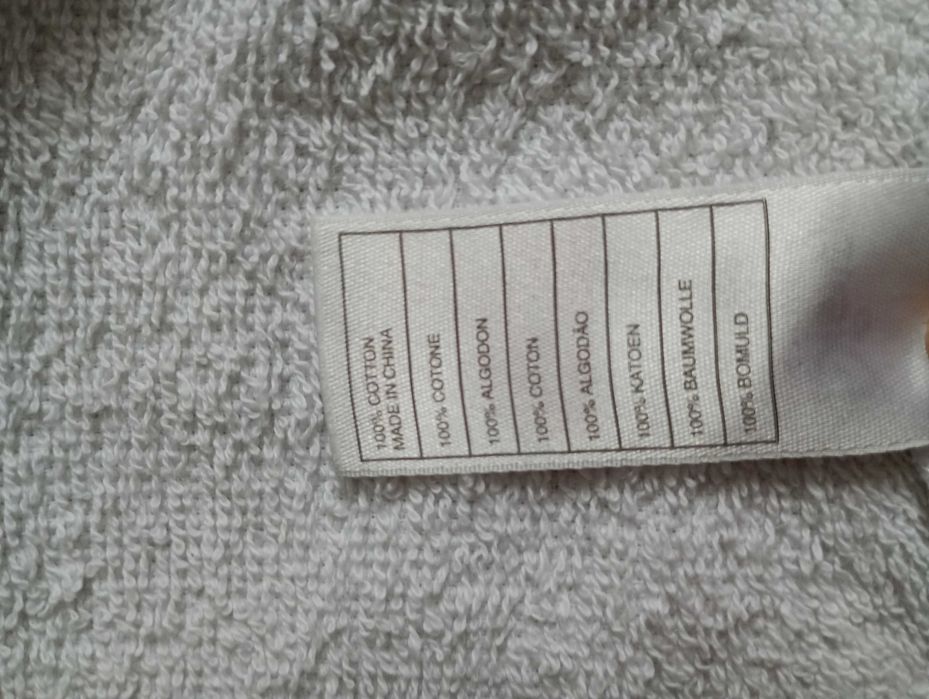 100% COTTON
MADE IN CHINA
100% COTONE
100% ALGODON
100% COTON
100% ALGODÃO
100% KATOEN
100% BAUMWOLLE
100% BOMULD